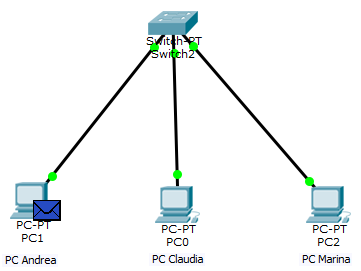 Switch-PT
Switch2
PC-PT
PC1
PC Andrea
PC-PT
PC0
PC Claudia
PC-PT
PC2
PC Marina